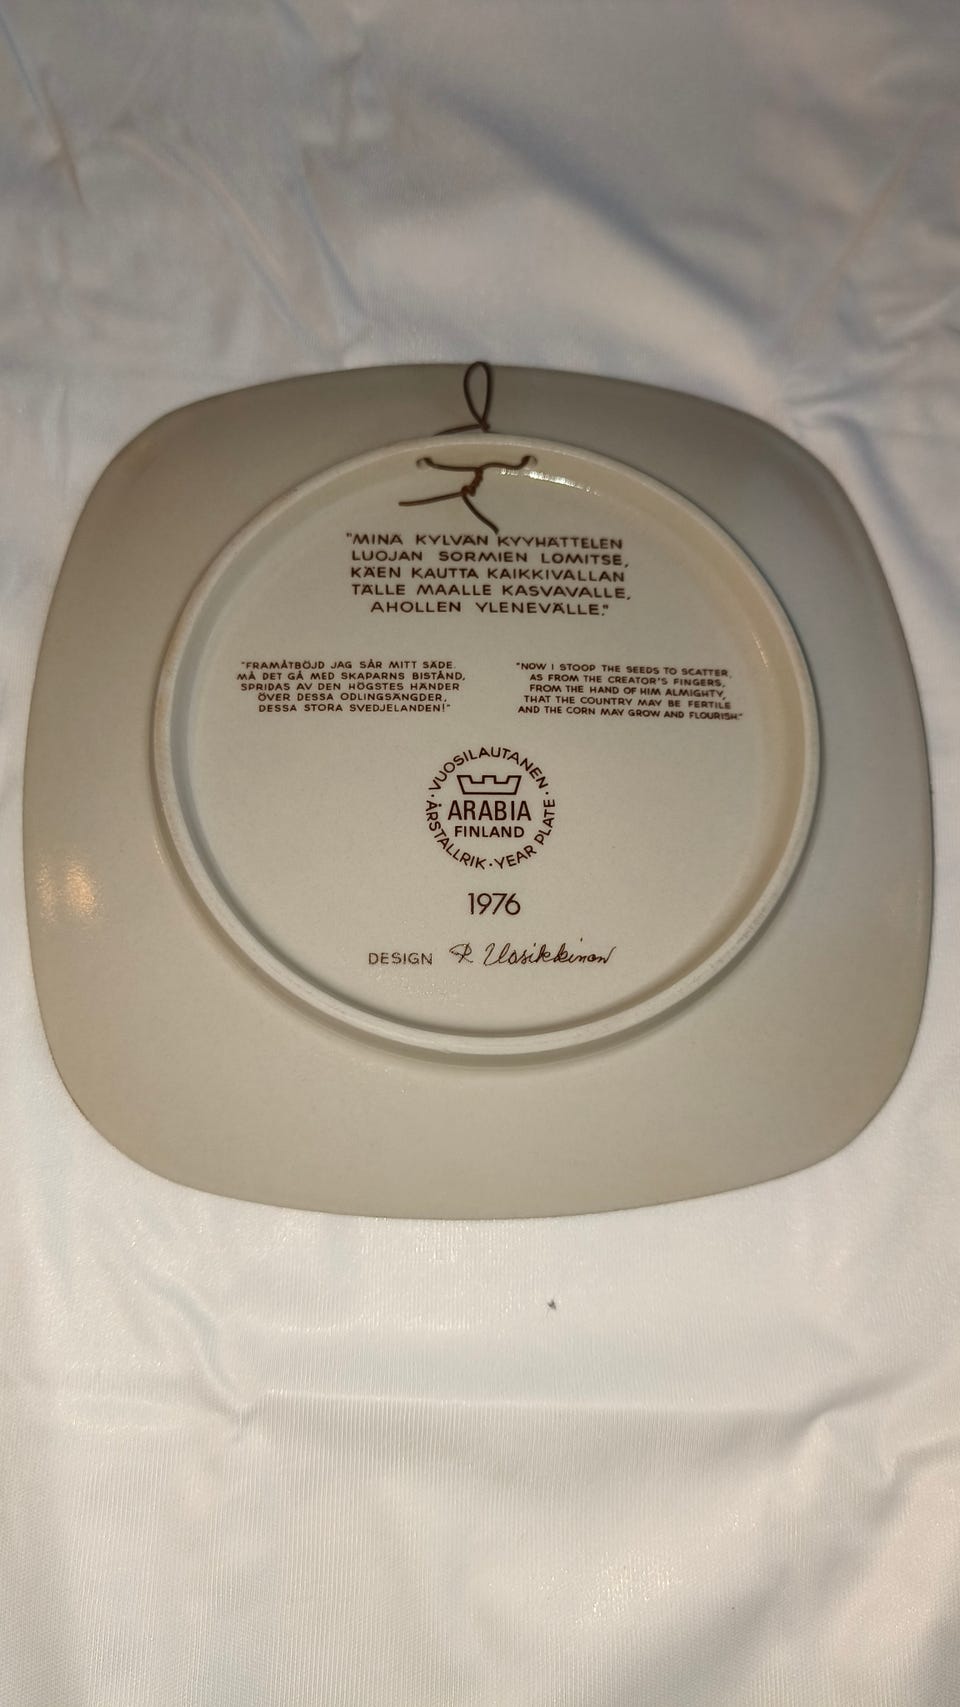 "MINÄ KYLVÄN KYYHÄTTELEN
LUOJAN SORMIEN LOMITSE,
KÄEN KAUTTA KAIKKIVALLAN
TÄLLE MAALLE KASVAVALLE,
AHOLLEN YLENEVÄLLE."
"FRAMÅTBÖJD JAG SÅR MITT SÄDE.
MÅ DET GÅ MED SKAPARNS BISTÅND,
SPRIDAS AV DEN HÖGSTES HÄNDER
ÖVER DESSA ODLINGSÄNGDER,
DESSA STORA SVEDJELANDEN!"
"NOW I STOOP THE SEEDS TO SCATTER,
AS FROM THE CREATOR'S FINGERS,
FROM THE HAND OF HIM ALMIGHTY,
THAT THE COUNTRY MAY BE FERTILE
AND THE CORN MAY GROW AND FLOURISH."
·VUOSILAUTANEN·
ARABIA
FINLAND
ÅRSTALLRIK·YEAR PLATE
1976
DESIGN R Uosikkinen